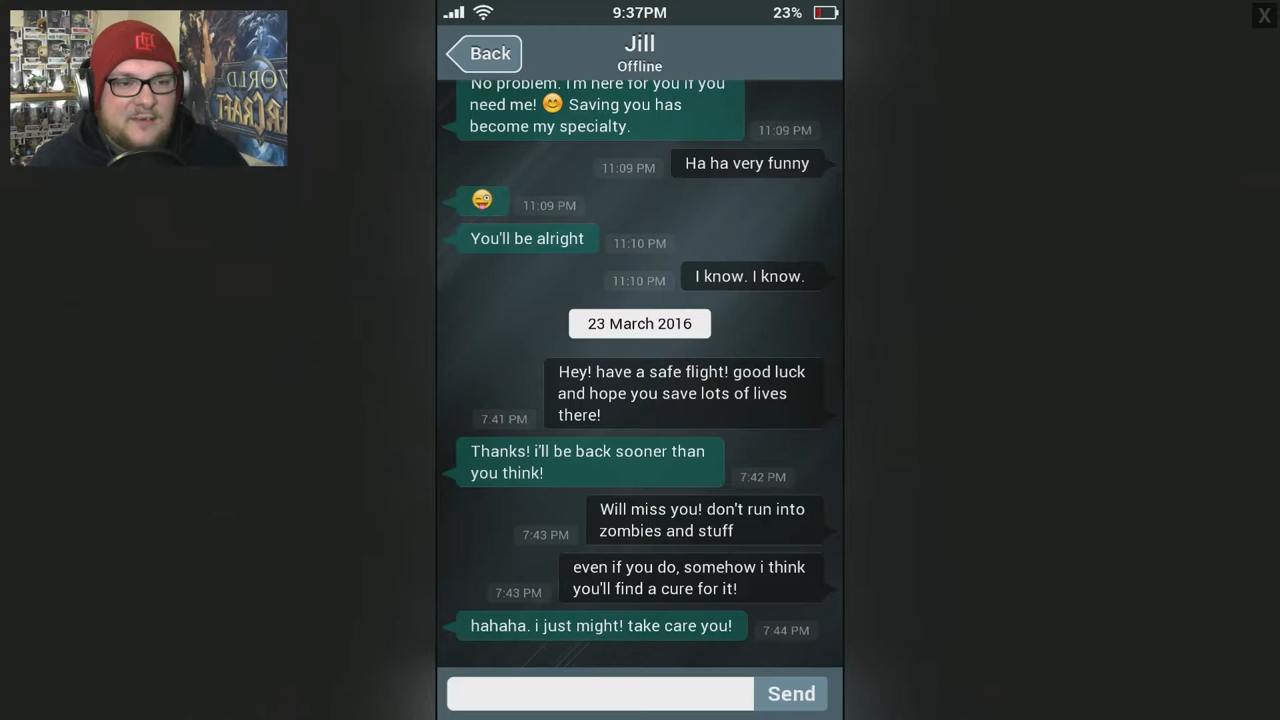 9:37PM
23%
X
Back
Jill
Offline
No problem. I'm here for you if you
need me! 😊 Saving you has
become my specialty.
11:09 PM
Ha ha very funny
11:09 PM
😜
11:09 PM
You'll be alright
11:10 PM
I know. I know.
11:10 PM
23 March 2016
Hey! have a safe flight! good luck
and hope you save lots of lives
there!
7:41 PM
Thanks! i'll be back sooner than
you think!
7:42 PM
Will miss you! don't run into
zombies and stuff
7:43 PM
even if you do, somehow i think
you'll find a cure for it!
7:43 PM
hahaha. i just might! take care you!
7:44 PM
Send
WORLD
WARCRAFT